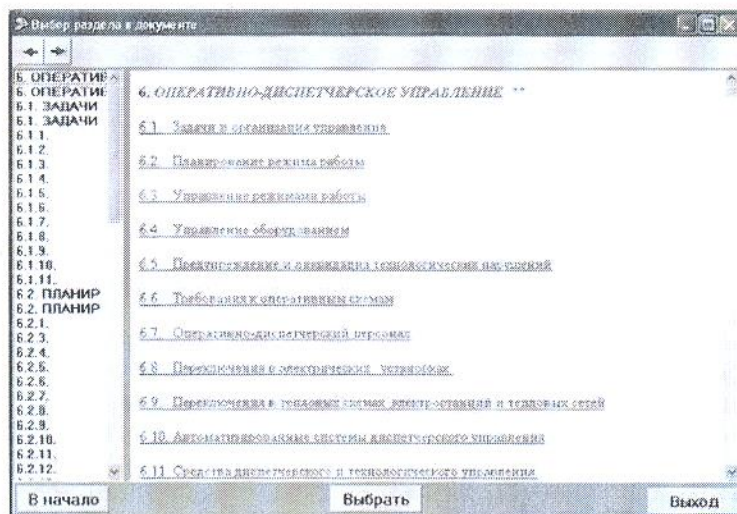 Выбор раздела в документе
6. ОПЕРАТИВ
6. ОПЕРАТИВ
6.1. ЗАДАЧИ
6.1. ЗАДАЧИ
6.1.1.
6.1.2.
6.1.3.
6.1.4.
6.1.5.
6.1.6.
6.1.7.
6.1.8.
6.1.9.
6.1.10.
6.1.11.
6.2. ПЛАНИР
6.2. ПЛАНИР
6.2.1.
6.2.3.
6.2.4.
6.2.5.
6.2.6.
6.2.7.
6.2.8.
6.2.9.
6.2.10.
6.2.11.
6.2.12.
6. ОПЕРАТИВНО-ДИСПЕТЧЕРСКОЕ УПРАВЛЕНИЕ **
6.1. Задачи и организация управления
6.2. Планирование режима работы
6.3. Управление режимами работы
6.4. Управление оборудованием
6.5. Предупреждение и ликвидация технологических нарушений
6.6. Требования к оперативным схемам
6.7. Оперативно-диспетчерский персонал
6.8. Переключения в электрических установках
6.9. Переключения в тепловых схемах электростанций и тепловых сетей
6.10. Автоматизированные системы диспетчерского управления
6.11. Средства диспетчерского и технологического управления
В начало
Выбрать
Выход